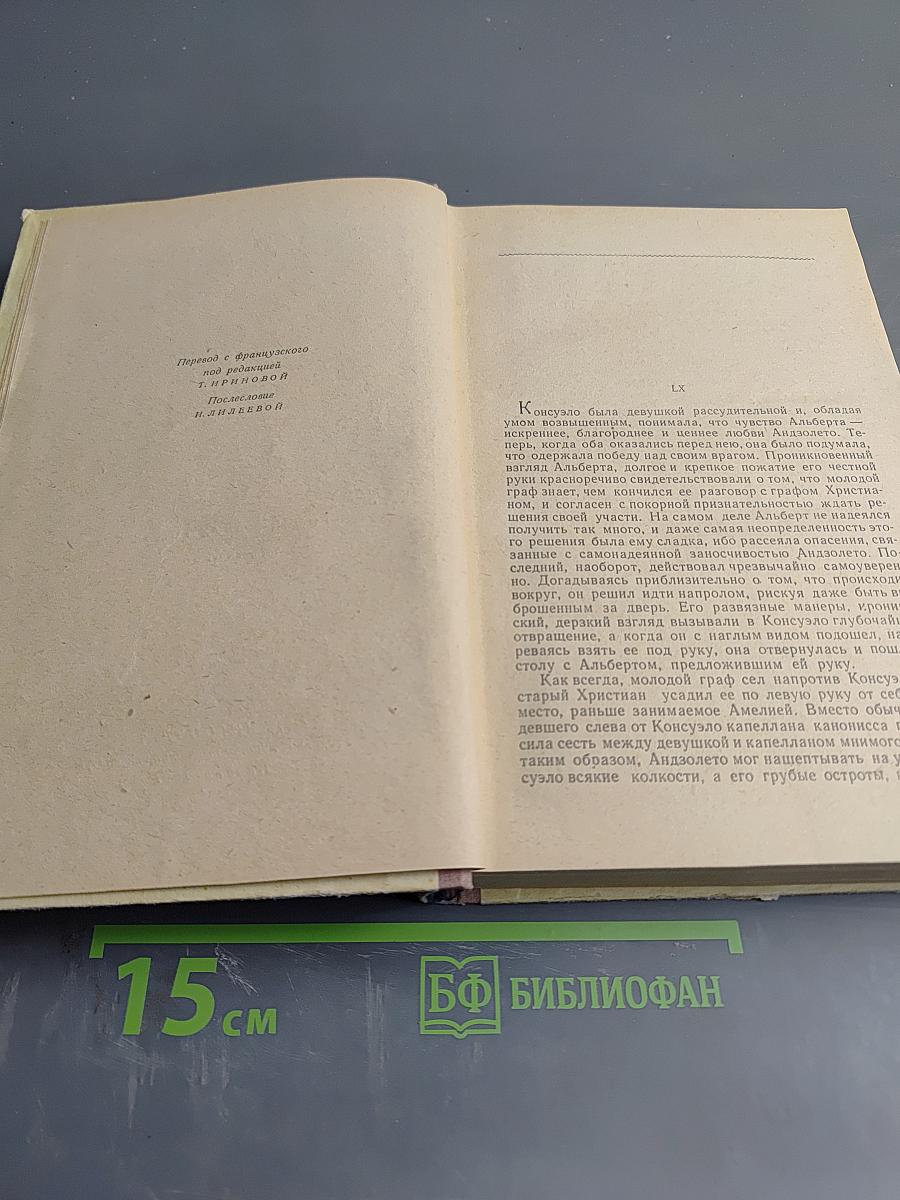 Перевод с французского
под редакцией
Т. ИРИНОВОЙ
Послесловие
И. ЛИЛЕЕВОЙ
LX
Консуэло была девушкой рассудительной и, обладая
умом возвышенным, понимала, что чувство Альберта —
искреннее, благороднее и ценнее любви Андзолето. Те-
перь, когда оба оказались перед нею, она было подумала,
что одержала победу над своим врагом. Проникновенный
взгляд Альберта, долгое и крепкое пожатие его честной
руки красноречиво свидетельствовали о том, что молодой
граф знает, чем кончился ее разговор с графом Христиа-
ном, и согласен с покорной признательностью ждать ре-
шения своей участи. На самом деле Альберт не надеялся
получить так много, и даже самая неопределенность это-
го решения была ему сладка, ибо рассеяла опасения, свя-
занные с самонадеянной заносчивостью Андзолето. По-
следний, наоборот, действовал чрезвычайно самоуверен
но. Догадываясь приблизительно о том, что происходи
вокруг, он решил идти напролом, рискуя даже быть в
брошенным за дверь. Его развязные манеры, ирони
ский, дерзкий взгляд вызывали в Консуэло глубочай
отвращение, а когда он с наглым видом подошел, на
реваясь взять ее под руку, она отвернулась и пош
столу с Альбертом, предложившим ей руку.
Как всегда, молодой граф сел напротив Консуэ
старый Христиан усадил ее по левую руку от себ
место, раньше занимаемое Амелией. Вместо обыч
девшего слева от Консуэло капеллана канонисса п
сила сесть между девушкой и капелланом мнимого
таким образом, Андзолето мог нашептывать на у
суэло всякие колкости, а его грубые остроты,
15 см
БФ БИБЛИОФАН